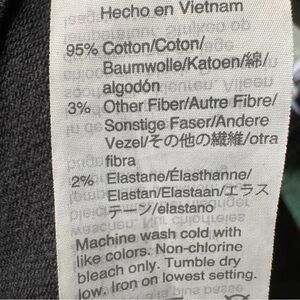 Hecho en Vietnam
95% Cotton/Coton/
Baumwolle/Katoen/綿/
algodón
3% Other Fiber/Autre Fibre/
Sonstige Faser/Andere
Vezel/その他の繊維/otra
fibra
2% Elastane/Élasthanne/
Elastan/Elastaan/エラス
テーン/elastano
Machine wash cold with
like colors. Non-chlorine
bleach only. Tumble dry
low. Iron on lowest setting.